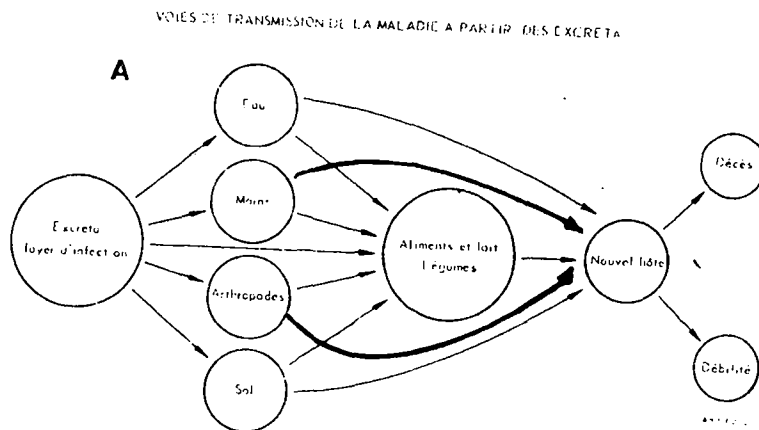 VOIES DE TRANSMISSION DE LA MALADIE A PARTIR DES EXCRETA
A
Eau
Mains
Excreta
foyer d'infection
Aliments et lait
Légumes
Arthropodes
Sol
Nouvel hôte
Décès
Débilité